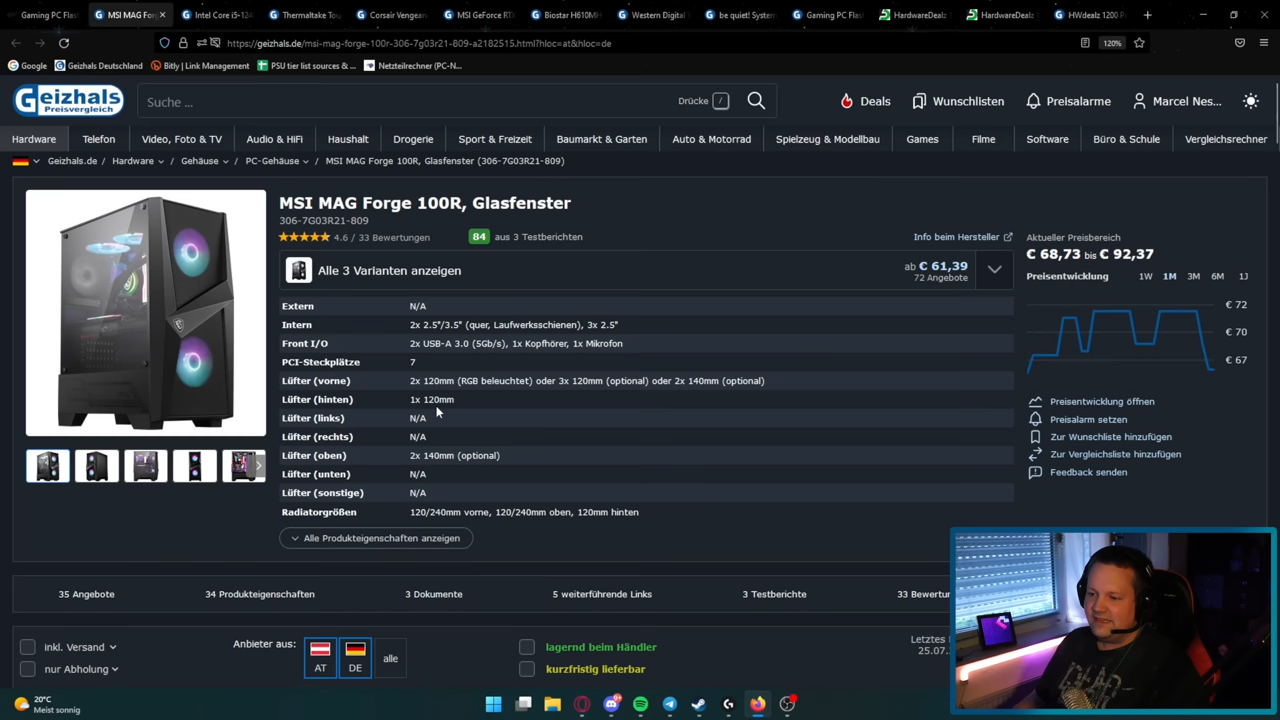 Gaming PC Flash
MSI MAG Forg
Intel Core i5-124
Thermaltake Tou
Corsair Vengean
MSI GeForce RTX
Biostar H610MH
Western Digital
be quiet! System
Gaming PC Flas
HardwareDealz
HardwareDealz
HWdealz 1200 P
https://geizhals.de/msi-mag-forge-100r-306-7g03r21-809-a2182515.html?hloc=at&hloc=de
120%
Google
Geizhals Deutschland
Bitly | Link Management
PSU tier list sources & ...
Netzteilrechner (PC-N...
Geizhals
Preisvergleich
Suche ...
Drücke /
Deals
Wunschlisten
Preisalarme
Marcel Nes...
Hardware
Telefon
Video, Foto & TV
Audio & HiFi
Haushalt
Drogerie
Sport & Freizeit
Baumarkt & Garten
Auto & Motorrad
Spielzeug & Modellbau
Games
Filme
Software
Büro & Schule
Vergleichsrechner
Geizhals.de / Hardware / Gehäuse / PC-Gehäuse / MSI MAG Forge 100R, Glasfenster (306-7G03R21-809)
MSI MAG Forge 100R, Glasfenster
306-7G03R21-809
4.6 / 33 Bewertungen
84 aus 3 Testberichten
Info beim Hersteller
Alle 3 Varianten anzeigen
ab € 61,39
72 Angebote
Extern N/A
Intern 2x 2.5"/3.5" (quer, Laufwerksschienen), 3x 2.5"
Front I/O 2x USB-A 3.0 (5Gb/s), 1x Kopfhörer, 1x Mikrofon
PCI-Steckplätze 7
Lüfter (vorne) 2x 120mm (RGB beleuchtet) oder 3x 120mm (optional) oder 2x 140mm (optional)
Lüfter (hinten) 1x 120mm
Lüfter (links) N/A
Lüfter (rechts) N/A
Lüfter (oben) 2x 140mm (optional)
Lüfter (unten) N/A
Lüfter (sonstige) N/A
Radiatorgrößen 120/240mm vorne, 120/240mm oben, 120mm hinten
Alle Produkteigenschaften anzeigen
Aktueller Preisbereich
€ 68,73 bis € 92,37
Preisentwicklung 1W 1M 3M 6M 1J
€ 72
€ 70
€ 67
Preisentwicklung öffnen
Preisalarm setzen
Zur Wunschliste hinzufügen
Zur Vergleichsliste hinzufügen
Feedback senden
35 Angebote
34 Produkteigenschaften
3 Dokumente
5 weiterführende Links
3 Testberichte
33 Bewertun
inkl. Versand
nur Abholung
Anbieter aus:
AT
DE
alle
lagernd beim Händler
kurzfristig lieferbar
Letztes
25.07.
20°C
Meist sonnig